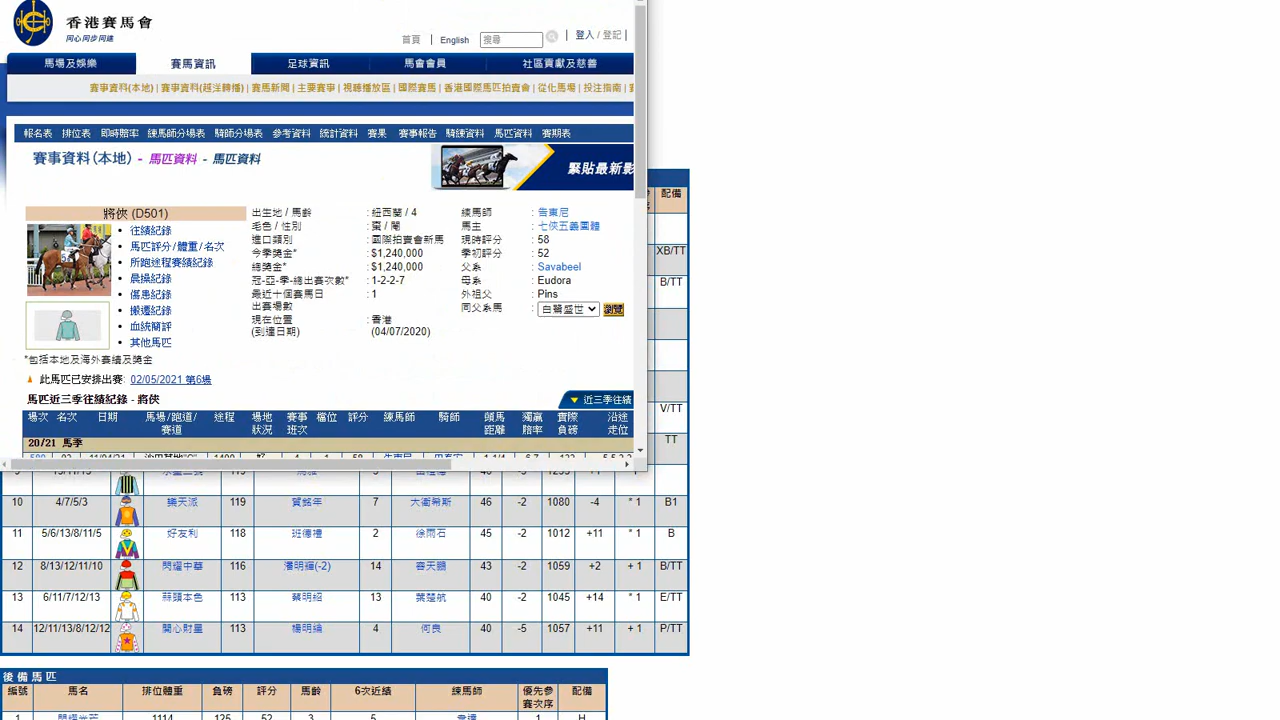 香港賽馬會
同心同步同進
首頁 | English 搜尋 | 登入 / 登記 |
馬場及娛樂 賽馬資訊 足球資訊 馬會會員 社區貢獻及慈善
賽事資料(本地) | 賽事資料(越洋轉播) | 賽馬新聞 | 主要賽事 | 視聽播放區 | 國際賽馬 | 香港國際馬匹拍賣會 | 從化馬場 | 投注指南 |
報名表 排位表 即時賠率 練馬師分場表 騎師分場表 參考資料 統計資料 賽果 賽事報告 騎練資料 馬匹資料 賽期表
賽事資料(本地) - 馬匹資料 - 馬匹資料
緊貼最新影
配備
將俠 (D501)
往績紀錄
馬匹評分/體重/名次
所跑途程賽績紀錄
晨操紀錄
傷患紀錄
搬遷紀錄
血統簡評
其他馬匹
出生地 / 馬齡 : 紐西蘭 / 4 練馬師 : 告東尼
毛色 / 性別 : 棗 / 閹 馬主 : 七俠五義團體
進口類別 : 國際拍賣會新馬 現時評分 : 58
今季獎金* : $1,240,000 季初評分 : 52
總獎金* : $1,240,000 父系 : Savabeel
冠-亞-季-總出賽次數* : 1-2-2-7 母系 : Eudora
最近十個賽馬日 : 1 外祖父 : Pins
出賽場數 同父系馬 : 白鷺盛世 瀏覽
現在位置 : 香港
(到達日期) (04/07/2020)
XB/TT
B/TT
V/TT
TT
*包括本地及海外賽績及獎金
此馬匹已安排出賽: 02/05/2021 第6場
馬匹近三季往績紀錄 - 將俠 近三季往績
場次 名次 日期 馬場/跑道/ 途程 場地 賽事 檔位 評分 練馬師 騎師 頭馬 獨贏 實際 沿途
賽道 狀況 班次 距離 賠率 負磅 走位
20/21 馬季
10 4/7/5/3 樂天派 119 賀銘年 7 大衛希斯 46 -2 1080 -4 * 1 B1
11 5/6/13/8/11/5 好友利 118 班德禮 2 徐雨石 45 -2 1012 +11 * 1 B
12 8/13/12/11/10 閃耀中華 116 潘明輝(-2) 14 容天鵬 43 -2 1059 +2 + 1 B/TT
13 6/11/7/12/13 蒜頭本色 113 蔡明紹 13 葉楚航 40 -2 1045 +14 * 1 E/TT
14 12/11/13/8/12/12 開心財星 113 楊明綸 4 何良 40 -5 1057 +11 + 1 P/TT
後備馬匹
編號 馬名 排位體重 負磅 評分 馬齡 6次近績 練馬師 優先參 配備
賽次序
1 1114 125 52 3 5 1 H